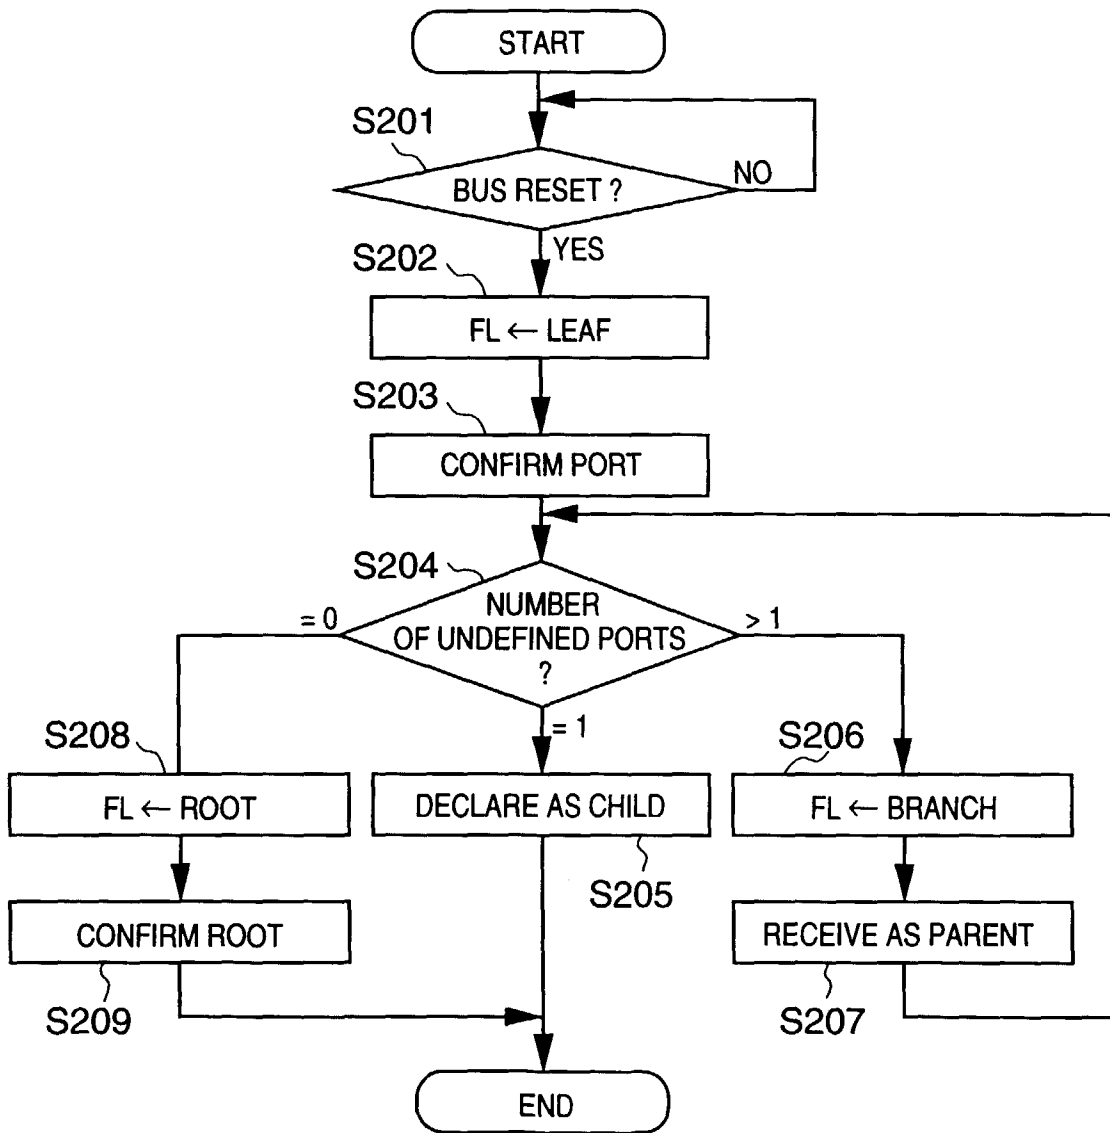 START
S201
BUS RESET ?
NO
YES
S202
FL ← LEAF
S203
CONFIRM PORT
S204
NUMBER
OF UNDEFINED PORTS
?
= 0
> 1
= 1
S208
FL ← ROOT
DECLARE AS CHILD
S205
S206
FL ← BRANCH
CONFIRM ROOT
S209
RECEIVE AS PARENT
S207
END